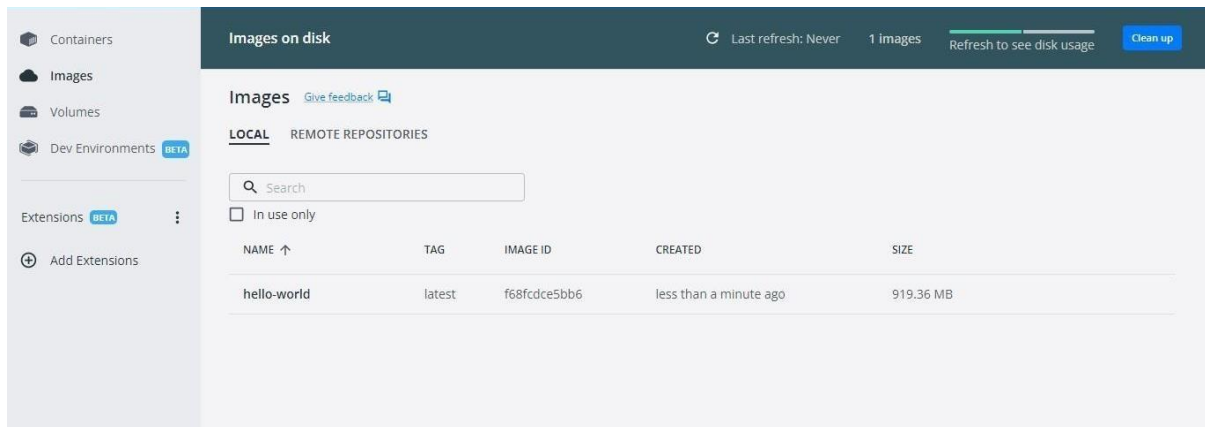 Containers
Images
Volumes
Dev Environments BETA
Extensions BETA
Add Extensions
Images on disk
Last refresh: Never
1 images
Refresh to see disk usage
Clean up
Images Give feedback
LOCAL REMOTE REPOSITORIES
Search
In use only
NAME TAG IMAGE ID CREATED SIZE
hello-world latest f68fcdce5bb6 less than a minute ago 919.36 MB